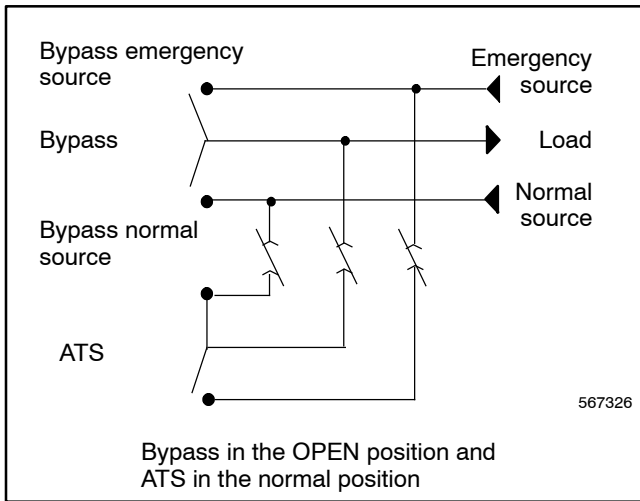 Bypass emergency
source
Emergency
source
Bypass
Load
Normal
source
Bypass normal
source
ATS
567326
Bypass in the OPEN position and
ATS in the normal position